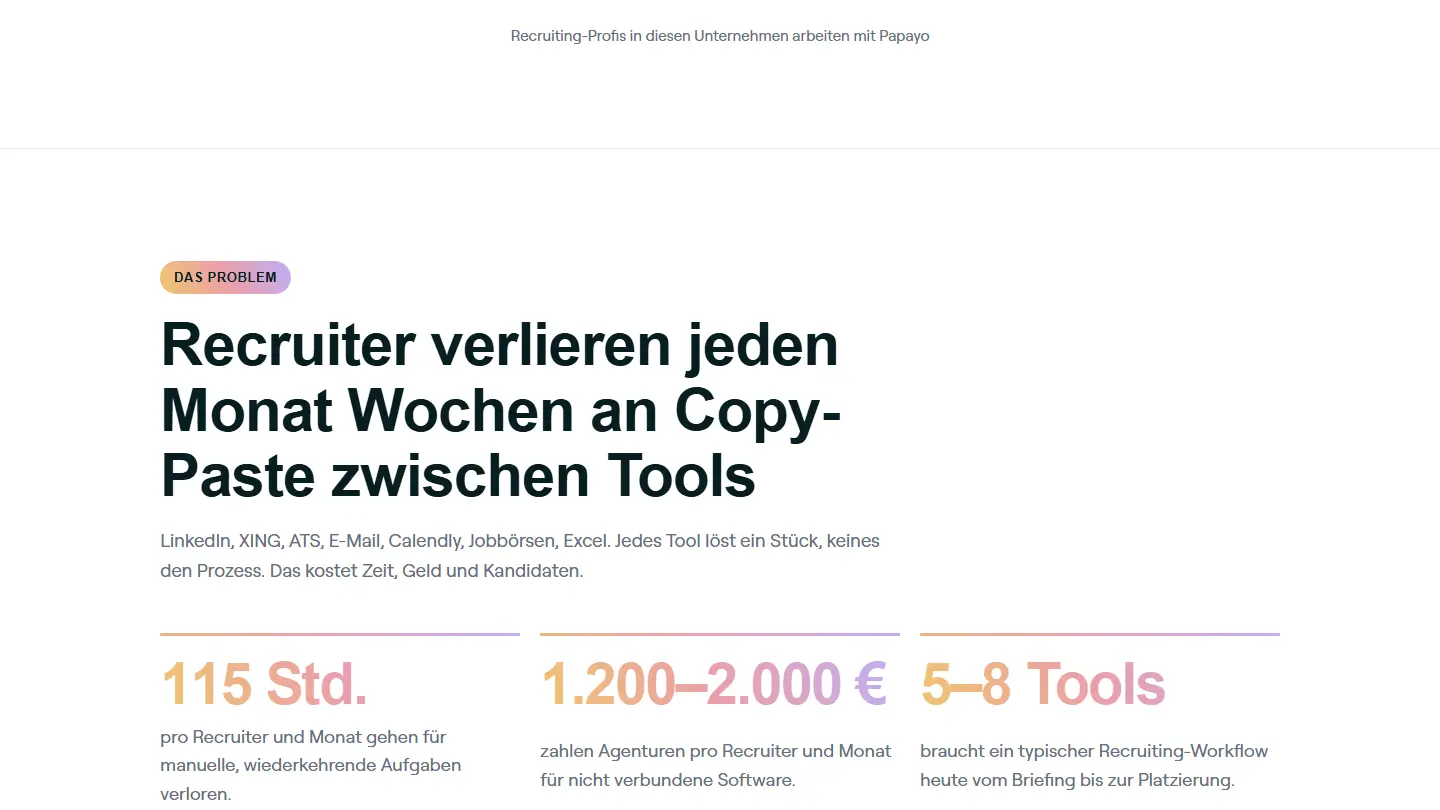 Recruiting-Profis in diesen Unternehmen arbeiten mit Papayo
DAS PROBLEM
Recruiter verlieren jeden
Monat Wochen an Copy-
Paste zwischen Tools
LinkedIn, XING, ATS, E-Mail, Calendly, Jobbörsen, Excel. Jedes Tool löst ein Stück, keines
den Prozess. Das kostet Zeit, Geld und Kandidaten.
115 Std.
pro Recruiter und Monat gehen für
manuelle, wiederkehrende Aufgaben
verloren.
1.200–2.000 €
zahlen Agenturen pro Recruiter und Monat
für nicht verbundene Software.
5–8 Tools
braucht ein typischer Recruiting-Workflow
heute vom Briefing bis zur Platzierung.